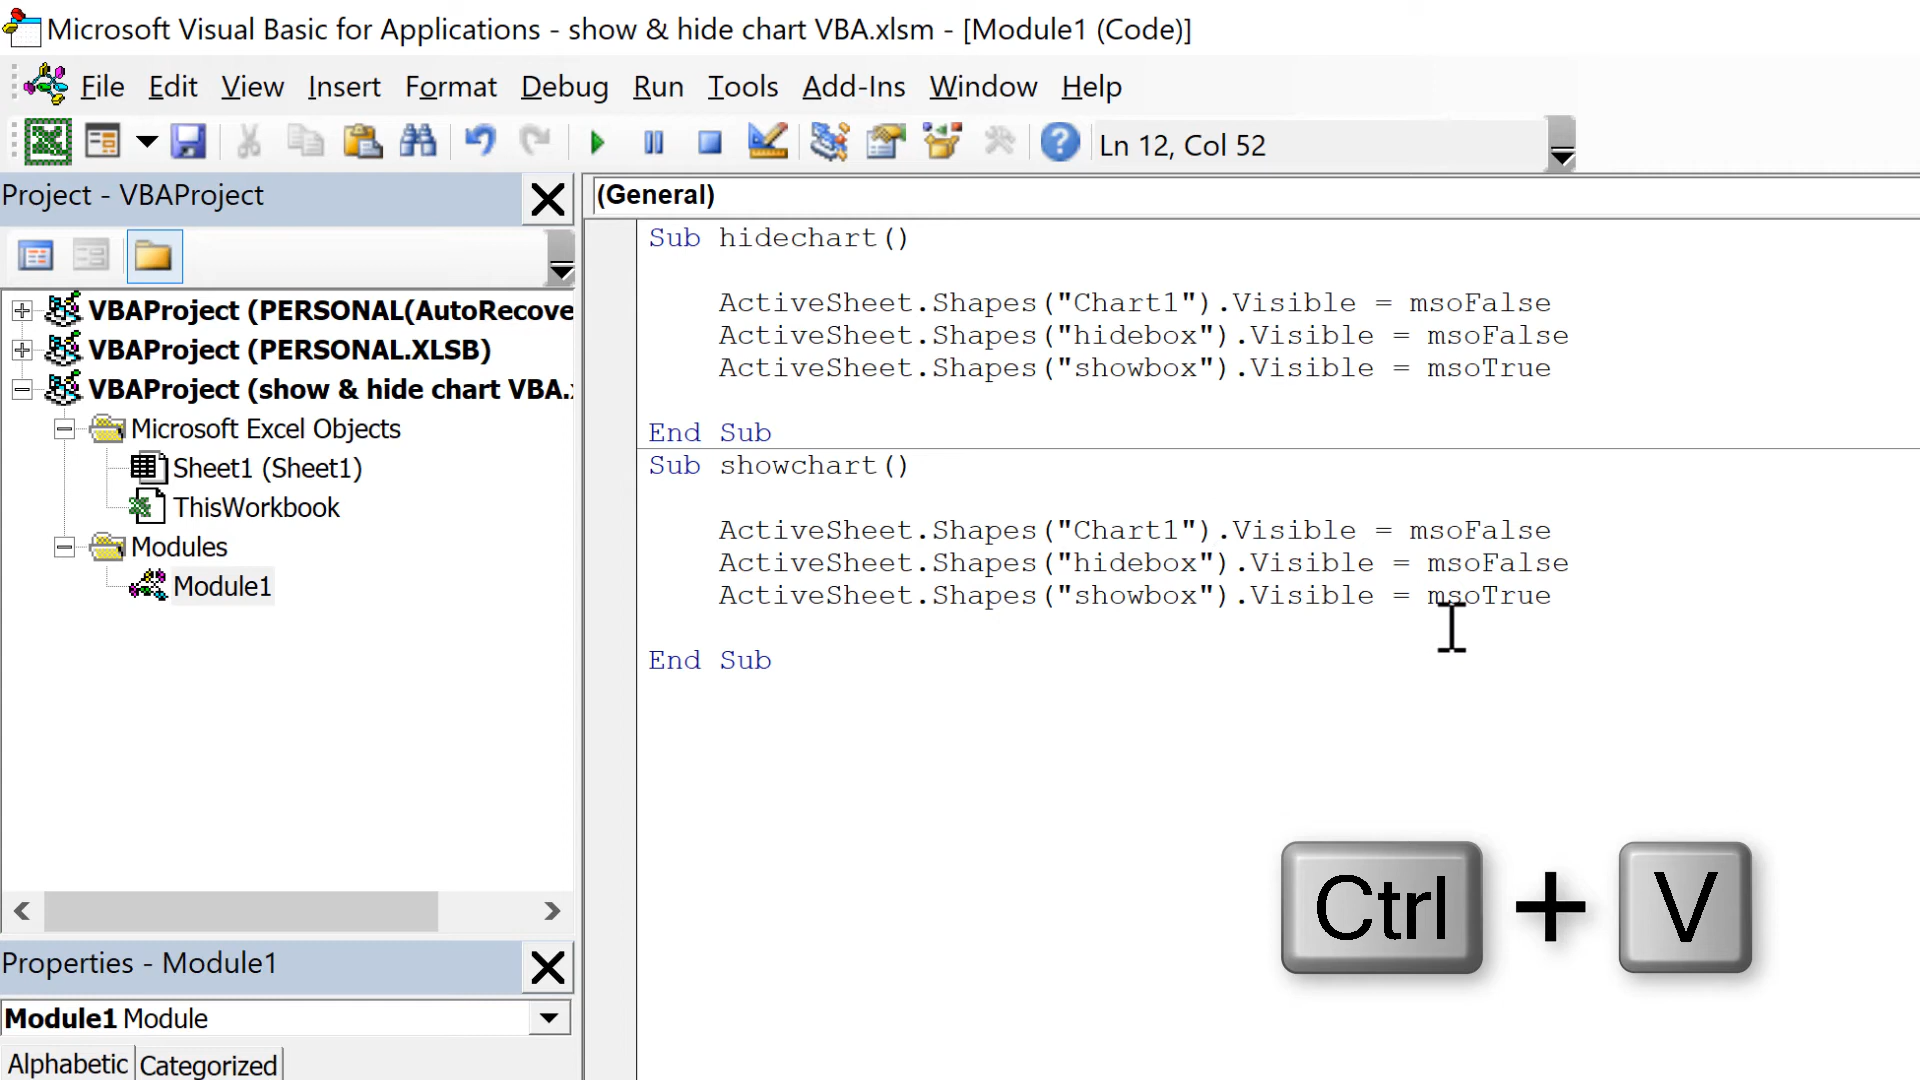 Microsoft Visual Basic for Applications - show & hide chart VBA.xlsm - [Module1 (Code)]
File Edit View Insert Format Debug Run Tools Add-Ins Window Help
Ln 12, Col 52
Project - VBAProject
(General)
VBAProject (PERSONAL(AutoRecove
VBAProject (PERSONAL.XLSB)
VBAProject (show & hide chart VBA.x
Microsoft Excel Objects
Sheet1 (Sheet1)
ThisWorkbook
Modules
Module1
Sub hidechart()
ActiveSheet.Shapes("Chart1").Visible = msoFalse
ActiveSheet.Shapes("hidebox").Visible = msoFalse
ActiveSheet.Shapes("showbox").Visible = msoTrue
End Sub
Sub showchart()
ActiveSheet.Shapes("Chart1").Visible = msoFalse
ActiveSheet.Shapes("hidebox").Visible = msoFalse
ActiveSheet.Shapes("showbox").Visible = msoTrue
End Sub
Ctrl + V
Properties - Module1
Module1 Module
Alphabetic Categorized